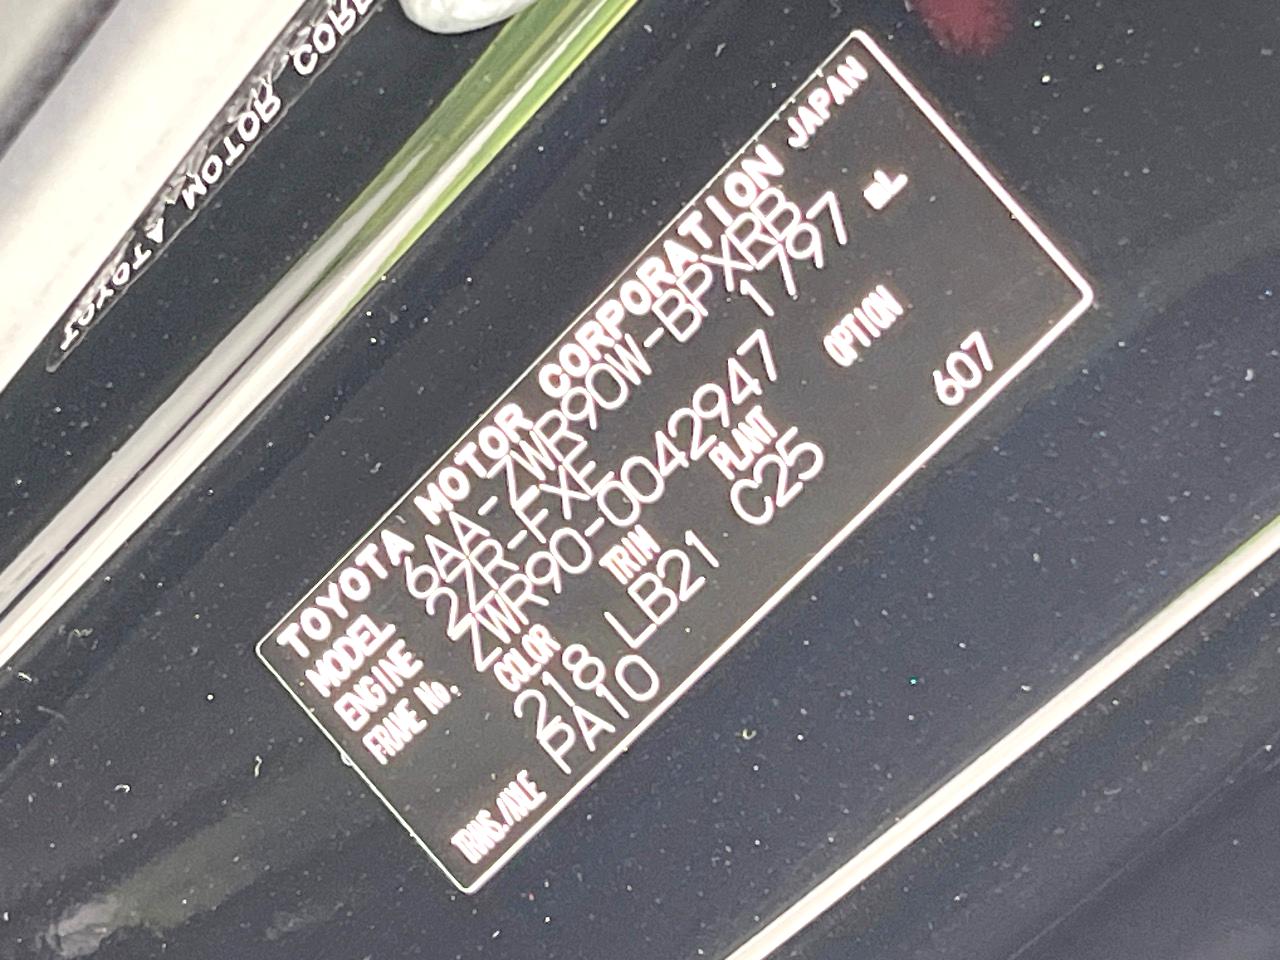 TOYOTA MOTOR CORPORATION JAPAN
MODEL 6AA-ZWR90W-BPXRB
ENGINE 2ZR-FXE 1797 mL
FRAME No. ZWR90-0042947
COLOR TRIM PLANT OPTION
218 LB21 C25 607
TRANS./AXLE PA10
TOYOTA MOTOR CORP